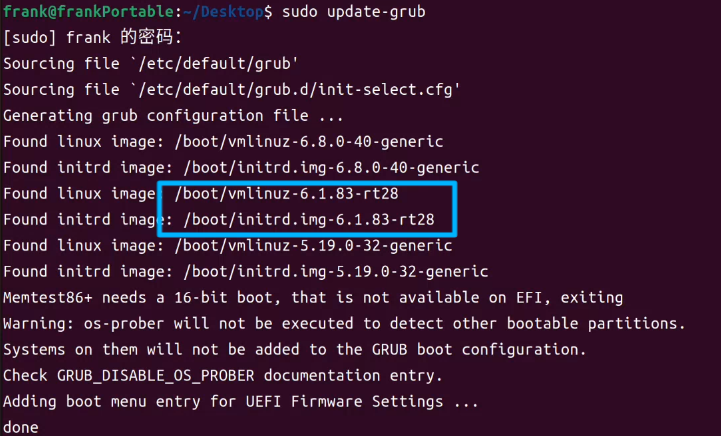 frank@frankPortable:~/Desktop$ sudo update-grub
[sudo] frank 的密码：
Sourcing file `/etc/default/grub'
Sourcing file `/etc/default/grub.d/init-select.cfg'
Generating grub configuration file ...
Found linux image: /boot/vmlinuz-6.8.0-40-generic
Found initrd image: /boot/initrd.img-6.8.0-40-generic
Found linux image: /boot/vmlinuz-6.1.83-rt28
Found initrd image: /boot/initrd.img-6.1.83-rt28
Found linux image: /boot/vmlinuz-5.19.0-32-generic
Found initrd image: /boot/initrd.img-5.19.0-32-generic
Memtest86+ needs a 16-bit boot, that is not available on EFI, exiting
Warning: os-prober will not be executed to detect other bootable partitions.
Systems on them will not be added to the GRUB boot configuration.
Check GRUB_DISABLE_OS_PROBER documentation entry.
Adding boot menu entry for UEFI Firmware Settings ...
done